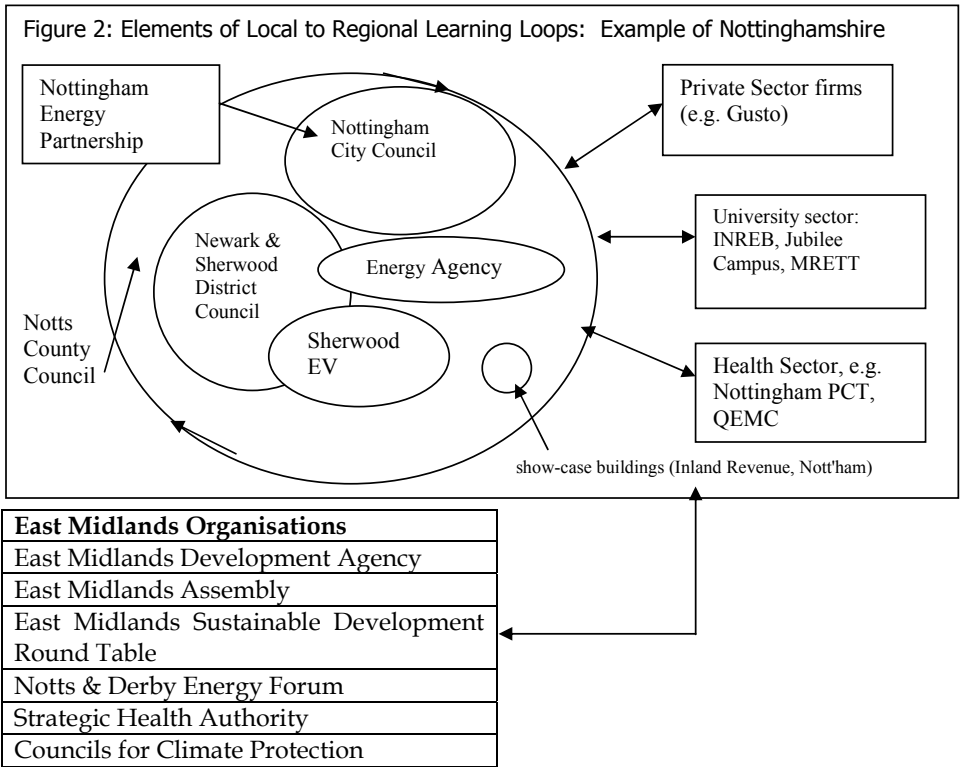 Figure 2: Elements of Local to Regional Learning Loops: Example of Nottinghamshire
Nottingham
Energy
Partnership
Nottingham
City Council
Private Sector firms
(e.g. Gusto)
Newark &
Sherwood
District
Council
Energy Agency
University sector:
INREB, Jubilee
Campus, MRETT
Notts
County
Council
Sherwood
EV
Health Sector, e.g.
Nottingham PCT,
QEMC
show-case buildings (Inland Revenue, Nott'ham)
East Midlands Organisations
East Midlands Development Agency
East Midlands Assembly
East Midlands Sustainable Development
Round Table
Notts & Derby Energy Forum
Strategic Health Authority
Councils for Climate Protection